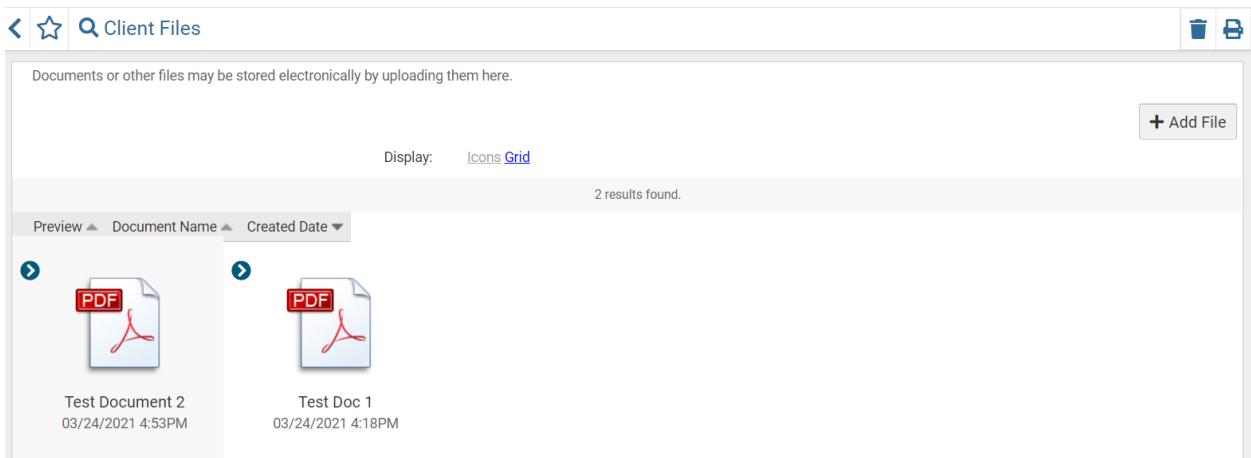 Client Files
Documents or other files may be stored electronically by uploading them here.
Add File
Display: Icons Grid
2 results found.
Preview Document Name Created Date
PDF PDF
Test Document 2 Test Doc 1
03/24/2021 4:53PM 03/24/2021 4:18PM